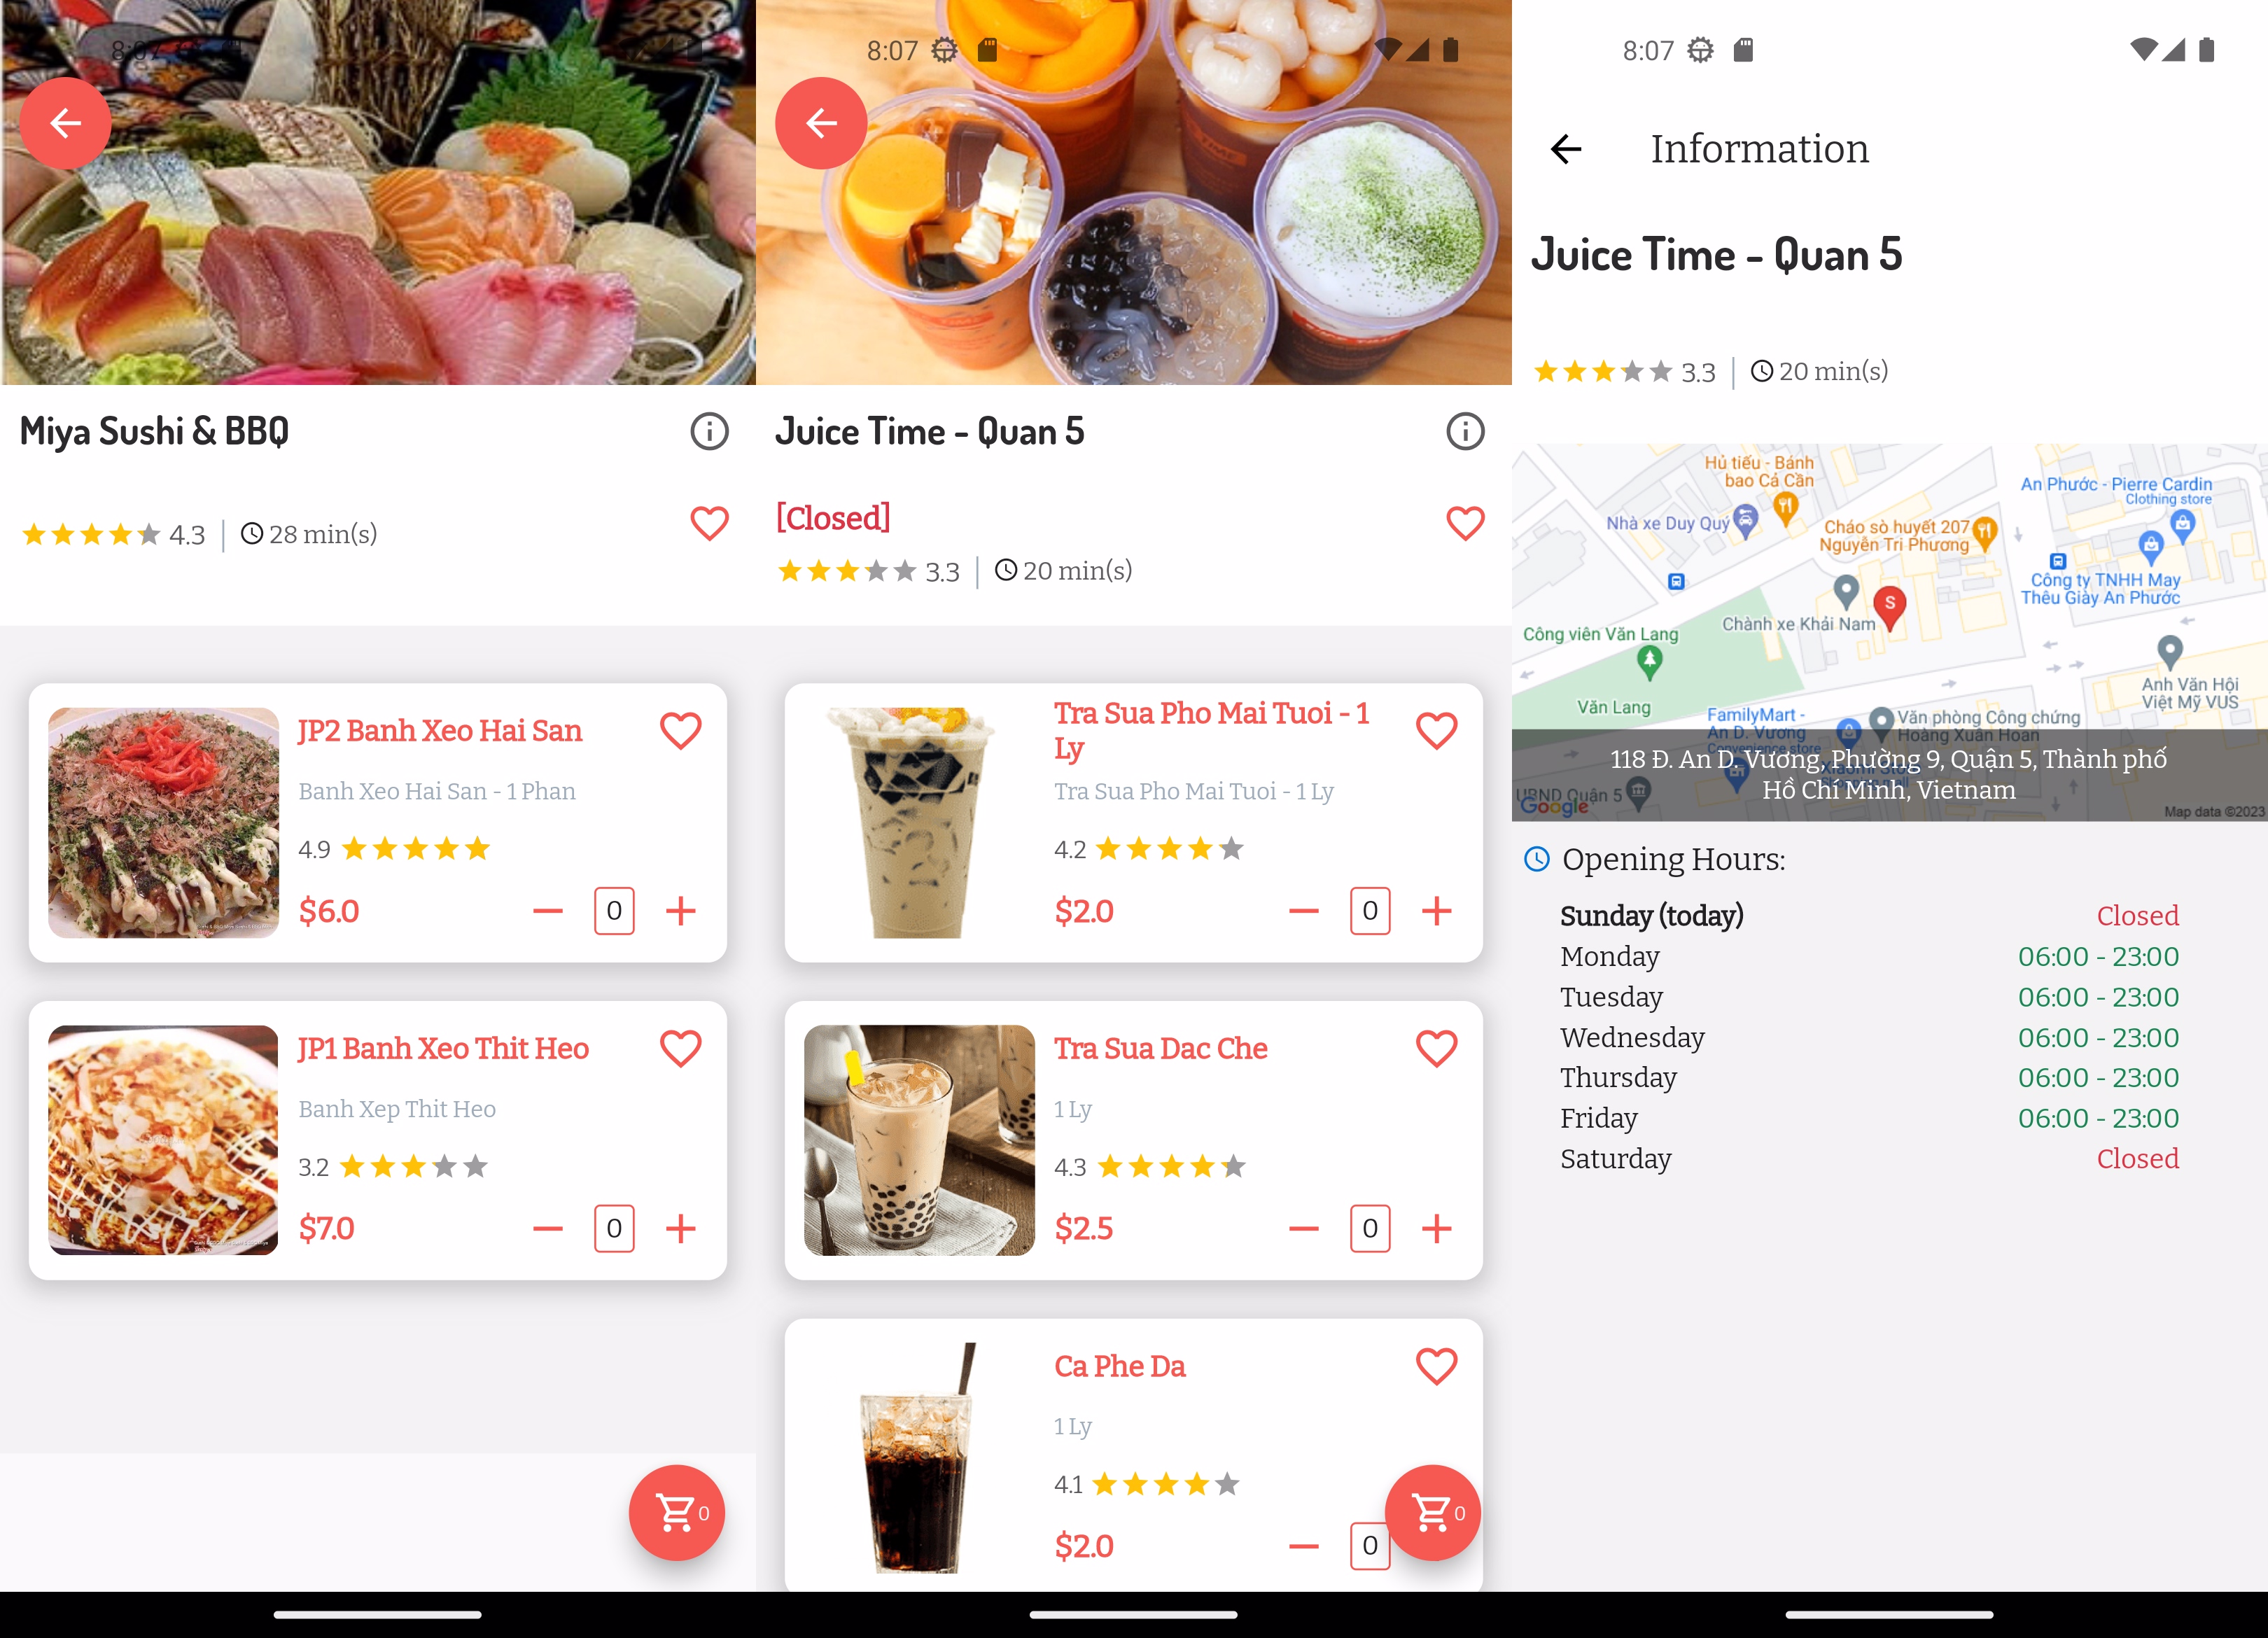 8:07
Miya Sushi & BBQ
4.3
28 min(s)
JP2 Banh Xeo Hai San
Banh Xeo Hai San - 1 Phan
4.9
$6.0
0
JP1 Banh Xeo Thit Heo
Banh Xep Thit Heo
3.2
$7.0
0
0
8:07
Juice Time - Quan 5
[Closed]
3.3
20 min(s)
Tra Sua Pho Mai Tuoi - 1
Ly
Tra Sua Pho Mai Tuoi - 1 Ly
4.2
$2.0
0
Tra Sua Dac Che
1 Ly
4.3
$2.5
0
Ca Phe Da
1 Ly
4.1
$2.0
0
0
8:07
Information
Juice Time - Quan 5
3.3
20 min(s)
Hủ tiếu - Bánh
bao Cả Cần
An Phước - Pierre Cardin
Clothing store
Nhà xe Duy Quý
Cháo sò huyết 207
Nguyễn Tri Phương
Công ty TNHH May
Thêu Giày An Phước
S
Chành xe Khải Nam
Công viên Văn Lang
Văn Lang
Anh Văn Hội
Việt Mỹ VUS
FamilyMart -
An D. Vương
Convenience store
Văn phòng Công chứng
Hoàng Xuân Hoan
118 Đ. An D. Vương, Phường 9, Quận 5, Thành phố
Hồ Chí Minh, Vietnam
UBND Quận 5
Google
Map data ©2023
Opening Hours:
Sunday (today) Closed
Monday 06:00 - 23:00
Tuesday 06:00 - 23:00
Wednesday 06:00 - 23:00
Thursday 06:00 - 23:00
Friday 06:00 - 23:00
Saturday Closed